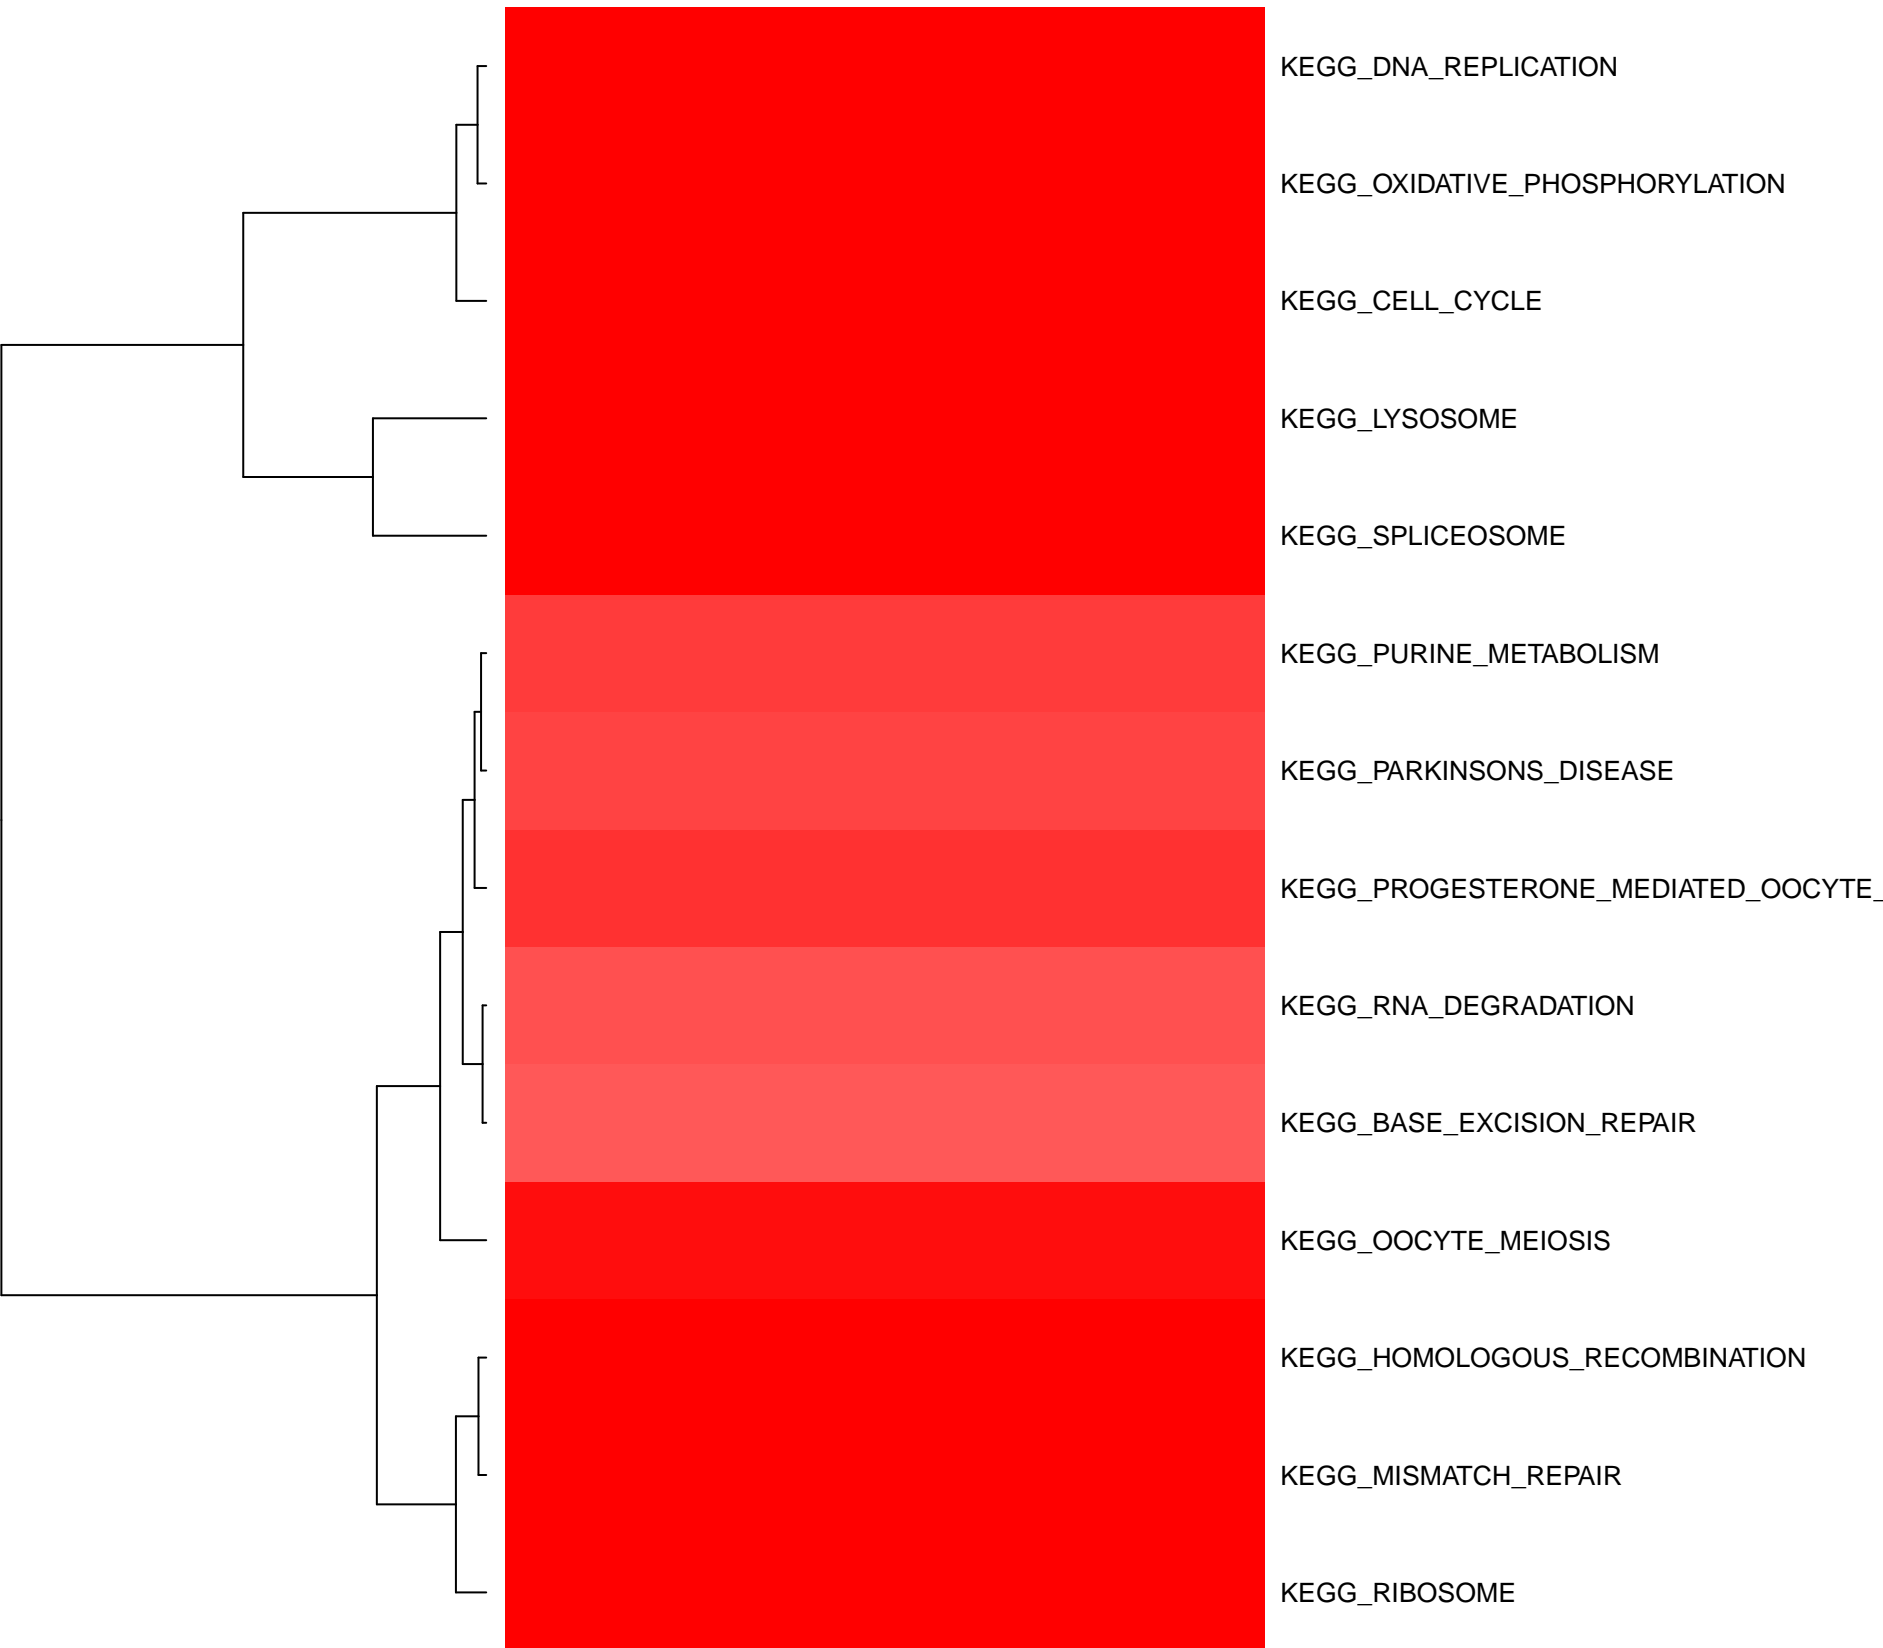 KEGG_DNA_REPLICATION
KEGG_OXIDATIVE_PHOSPHORYLATION
KEGG_CELL_CYCLE
KEGG_LYSOSOME
KEGG_SPLICEOSOME
KEGG_PURINE_METABOLISM
KEGG_PARKINSONS_DISEASE
KEGG_PROGESTERONE_MEDIATED_OOCYTE_
KEGG_RNA_DEGRADATION
KEGG_BASE_EXCISION_REPAIR
KEGG_OOCYTE_MEIOSIS
KEGG_HOMOLOGOUS_RECOMBINATION
KEGG_MISMATCH_REPAIR
KEGG_RIBOSOME